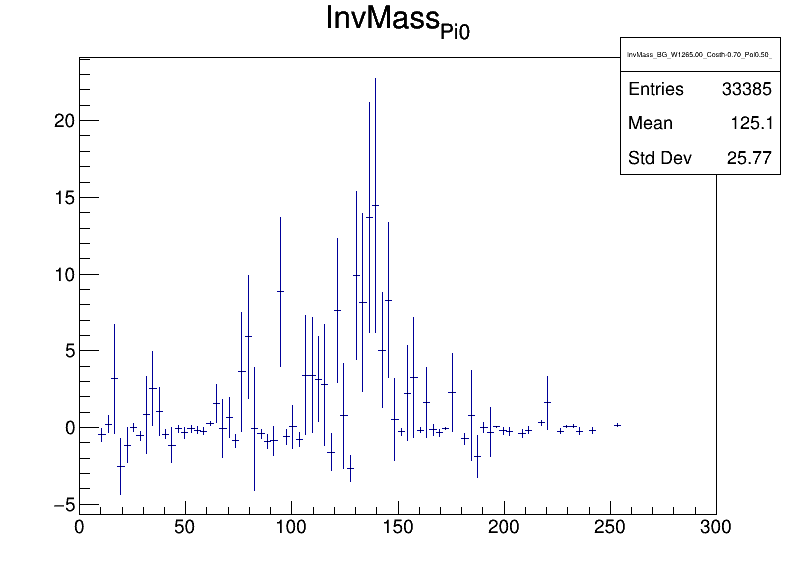 InvMass_Pi0
InvMass_BG_W1265.00_Costh-0.70_Pol0.50_
Entries 33385
Mean 125.1
Std Dev 25.77
20
15
10
5
0
−5
0 50 100 150 200 250 300